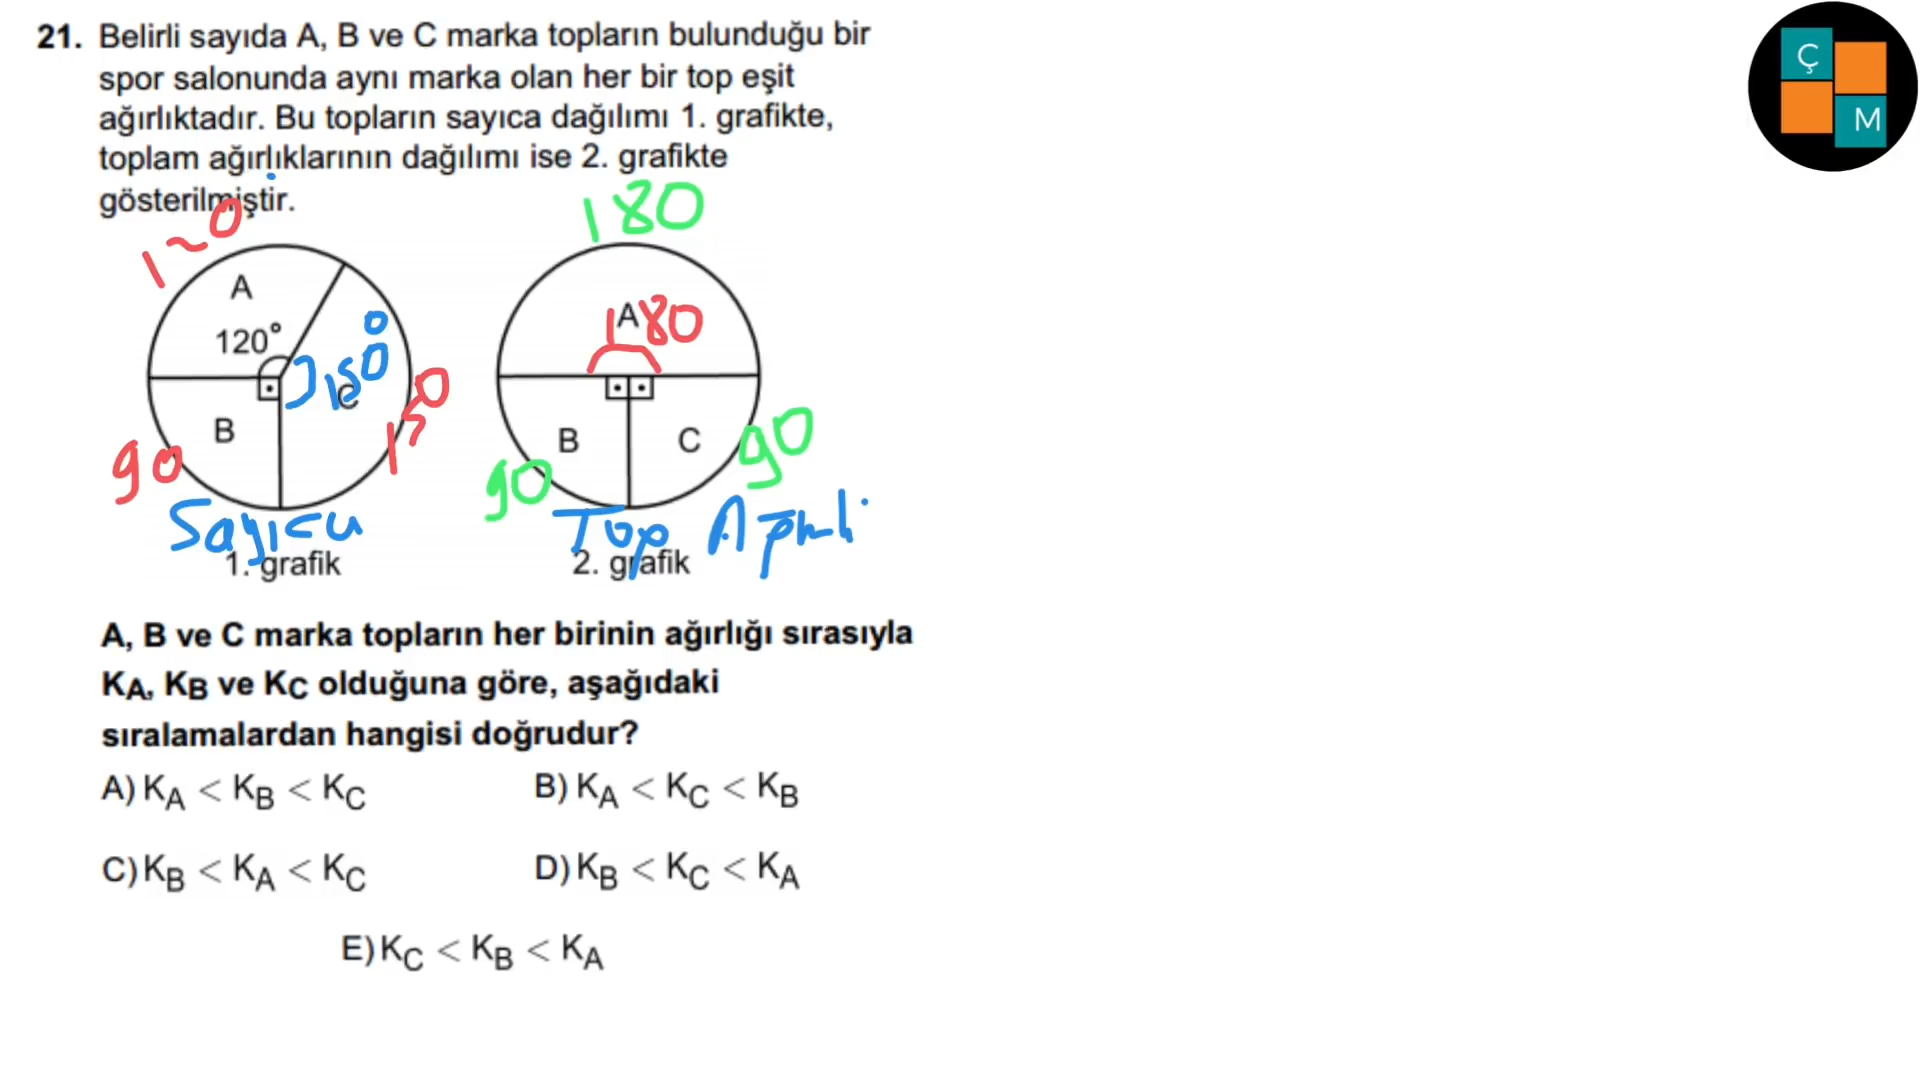 21. Belirli sayıda A, B ve C marka topların bulunduğu bir
spor salonunda aynı marka olan her bir top eşit
ağırlıktadır. Bu topların sayıca dağılımı 1. grafikte,
toplam ağırlıklarının dağılımı ise 2. grafikte
gösterilmiştir.
120
A
120°
150°
C
150
B
90
Sayıca
1. grafik
180
A
180
B
C
90
90
Top
2. grafik
A, B ve C marka topların her birinin ağırlığı sırasıyla
KA, KB ve KC olduğuna göre, aşağıdaki
sıralamalardan hangisi doğrudur?
A) KA < KB < KC
B) KA < KC < KB
C) KB < KA < KC
D) KB < KC < KA
E) KC < KB < KA
Ç
M